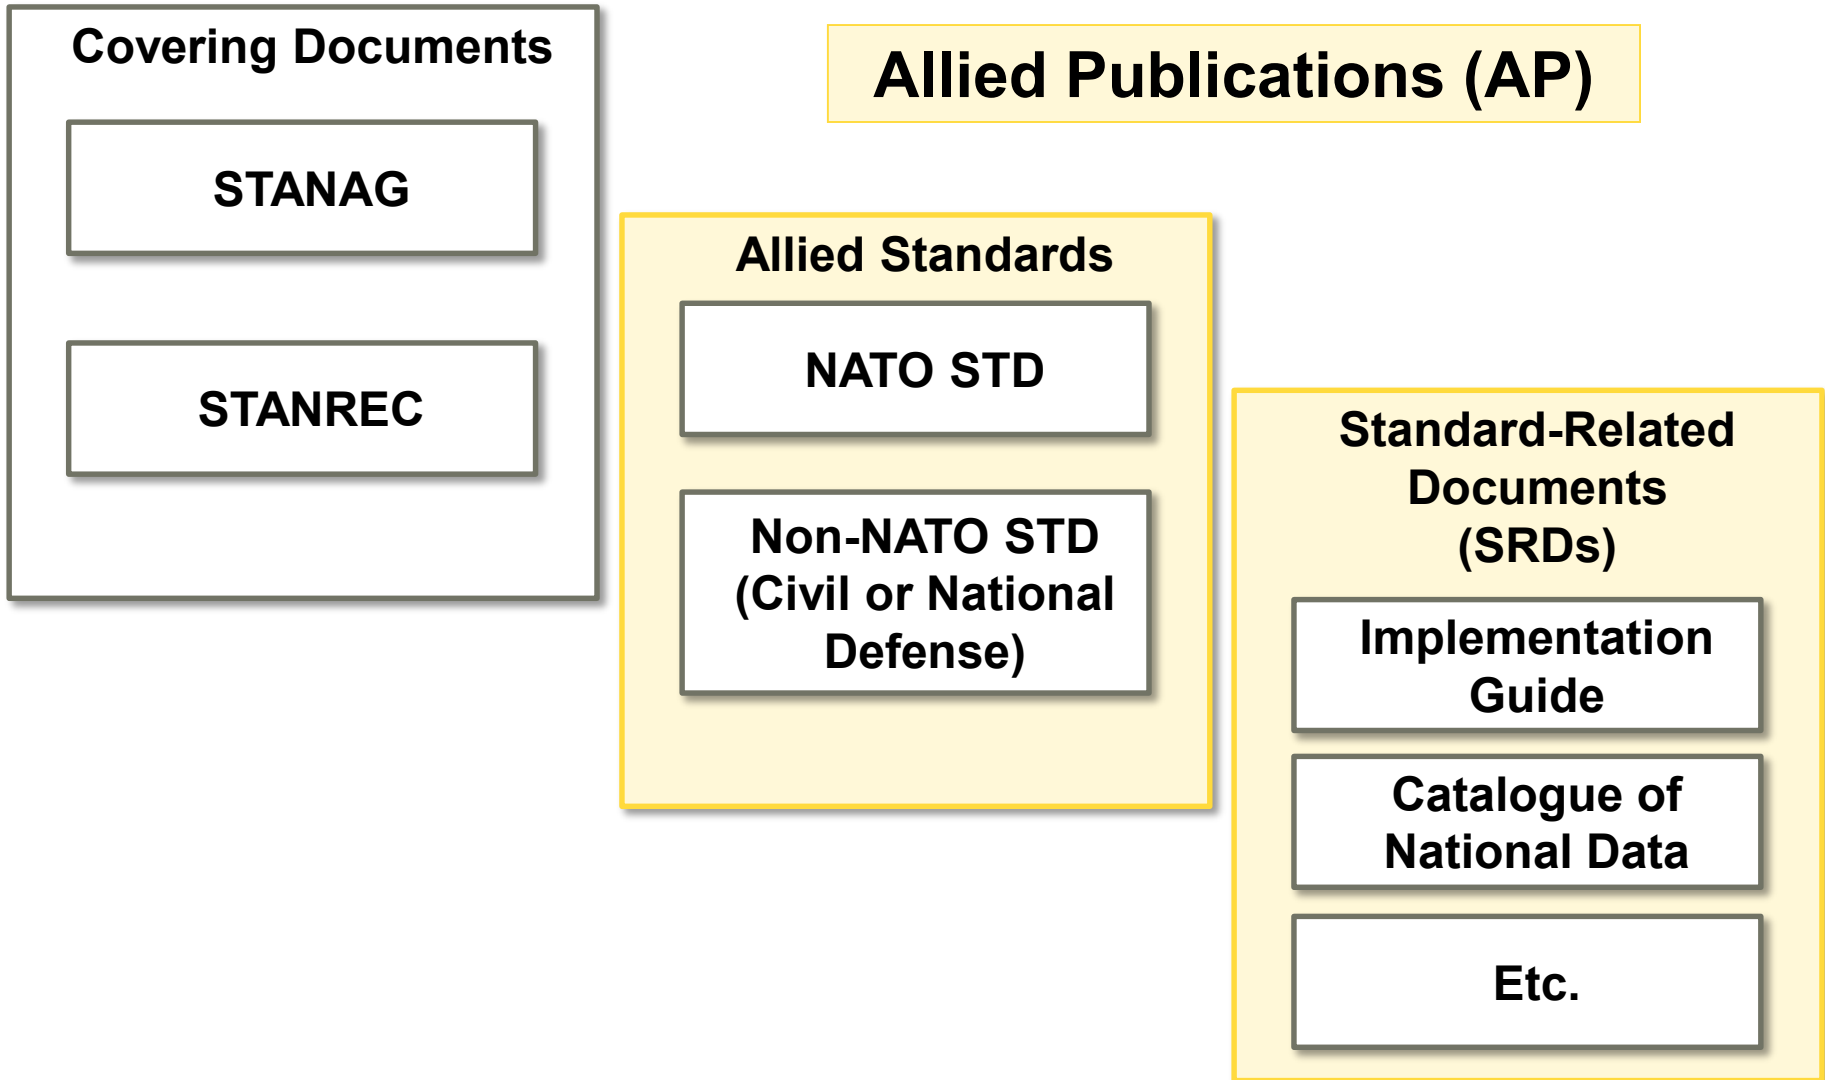 Covering Documents
STANAG
STANREC
Allied Publications (AP)
Allied Standards
NATO STD
Non-NATO STD
(Civil or National
Defense)
Standard-Related
Documents
(SRDs)
Implementation
Guide
Catalogue of
National Data
Etc.